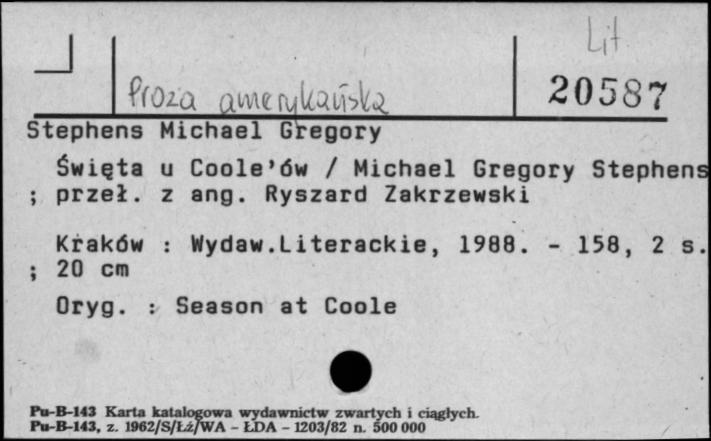 Lit
Proza amerykańska 20587
Stephens Michael Gregory
Święta u Coole'ów / Michael Gregory Stephens
; przeł. z ang. Ryszard Zakrzewski
Kraków : Wydaw.Literackie, 1988. - 158, 2 s.
; 20 cm
Oryg. : Season at Coole
Pu-B-143 Karta katalogowa wydawnictw zwartych i ciągłych.
Pu-B-143, z. 1962/S/Łż/WA - ŁDA - 1203/82 n. 500 000